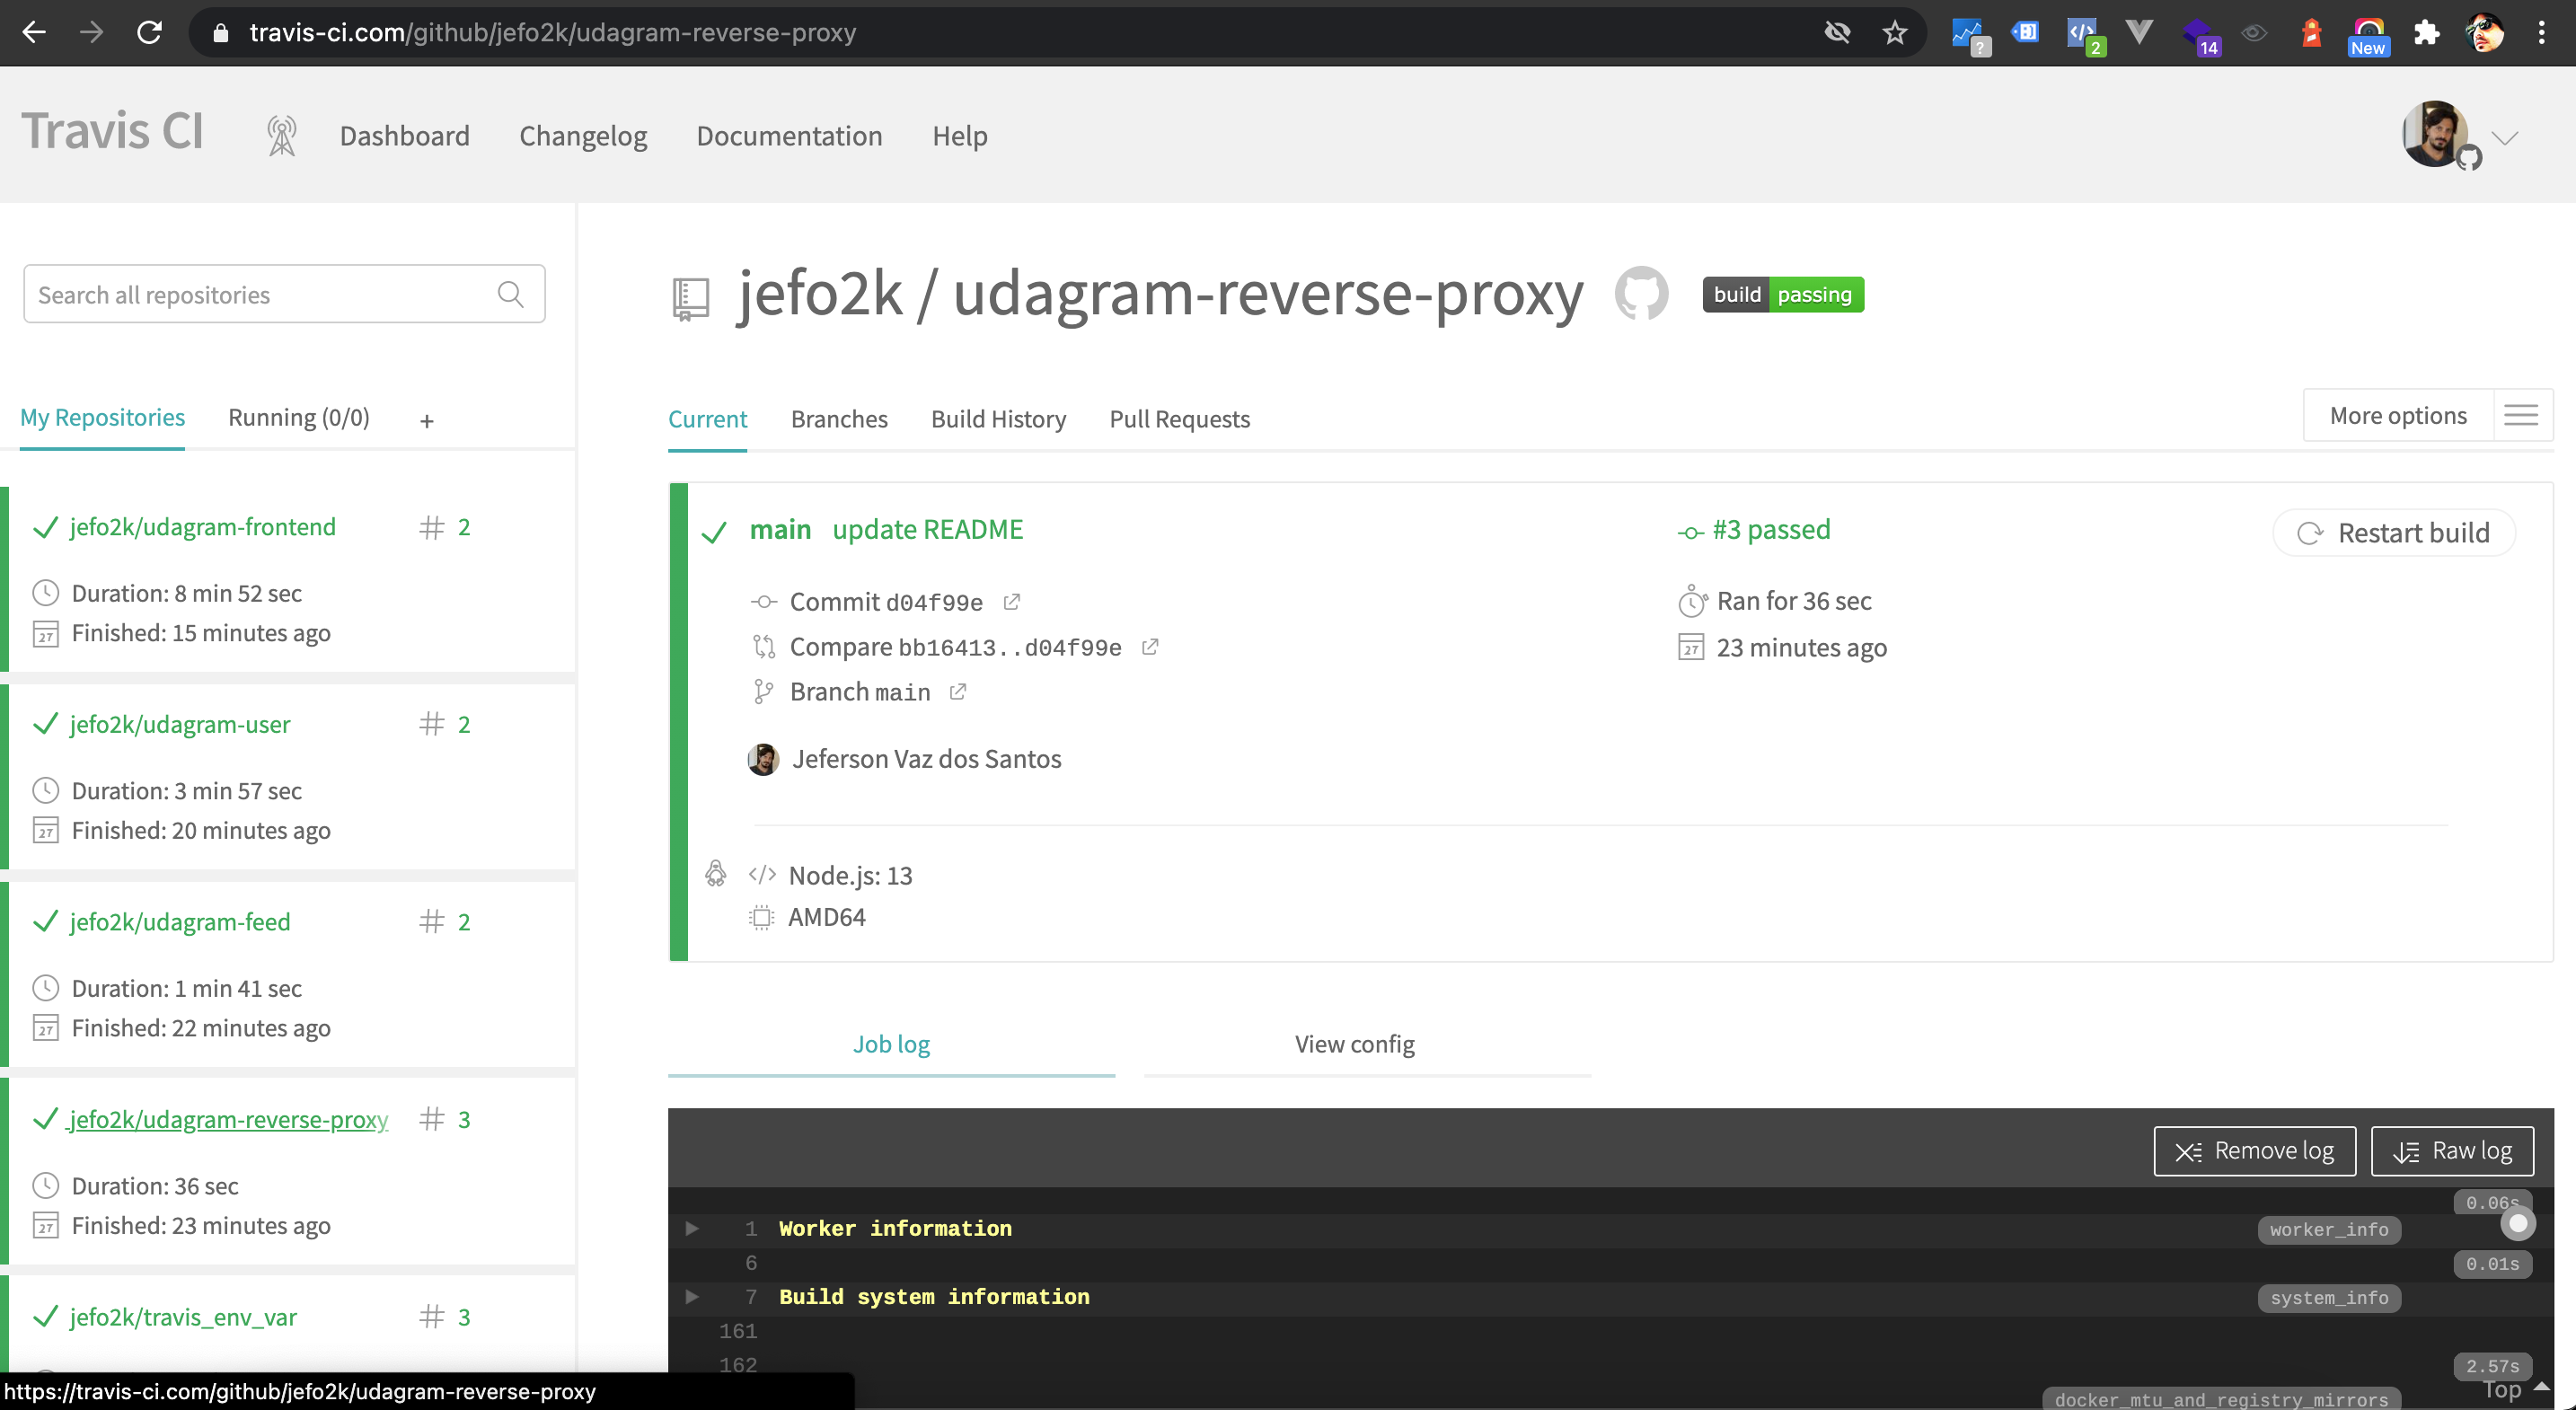 travis-ci.com/github/jefo2k/udagram-reverse-proxy
?
2
14
New
Travis CI
Dashboard
Changelog
Documentation
Help
Search all repositories
My Repositories
Running (0/0)
+
jefo2k/udagram-frontend # 2
Duration: 8 min 52 sec
27 Finished: 15 minutes ago
jefo2k/udagram-user # 2
Duration: 3 min 57 sec
27 Finished: 20 minutes ago
jefo2k/udagram-feed # 2
Duration: 1 min 41 sec
27 Finished: 22 minutes ago
jefo2k/udagram-reverse-proxy # 3
Duration: 36 sec
27 Finished: 23 minutes ago
jefo2k/travis_env_var # 3
https://travis-ci.com/github/jefo2k/udagram-reverse-proxy
jefo2k / udagram-reverse-proxy
build passing
Current
Branches
Build History
Pull Requests
More options
main update README
Commit d04f99e
Compare bb16413..d04f99e
Branch main
Jeferson Vaz dos Santos
#3 passed
Ran for 36 sec
27 23 minutes ago
Restart build
</> Node.js: 13
AMD64
Job log
View config
Remove log
Raw log
0.06s
1 Worker information worker_info
6 0.01s
7 Build system information system_info
161
162 2.57s
docker_mtu_and_registry_mirrors
Top